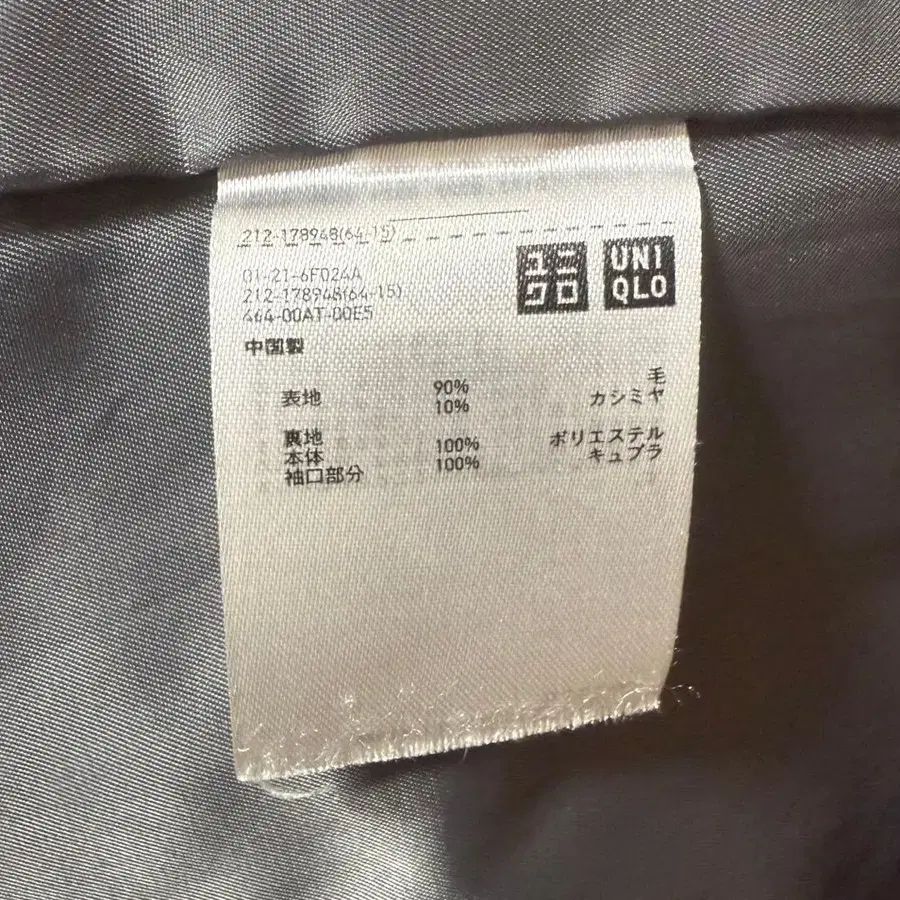 212-178948(64-15)
ユニ
クロ
UNI
QLO
01-21-6F024A
212-178948(64-15)
464-00AT-00E5
中国製
表地 90% 毛
10% カシミヤ
裏地
本体 100% ポリエステル
袖口部分 100% キュプラ